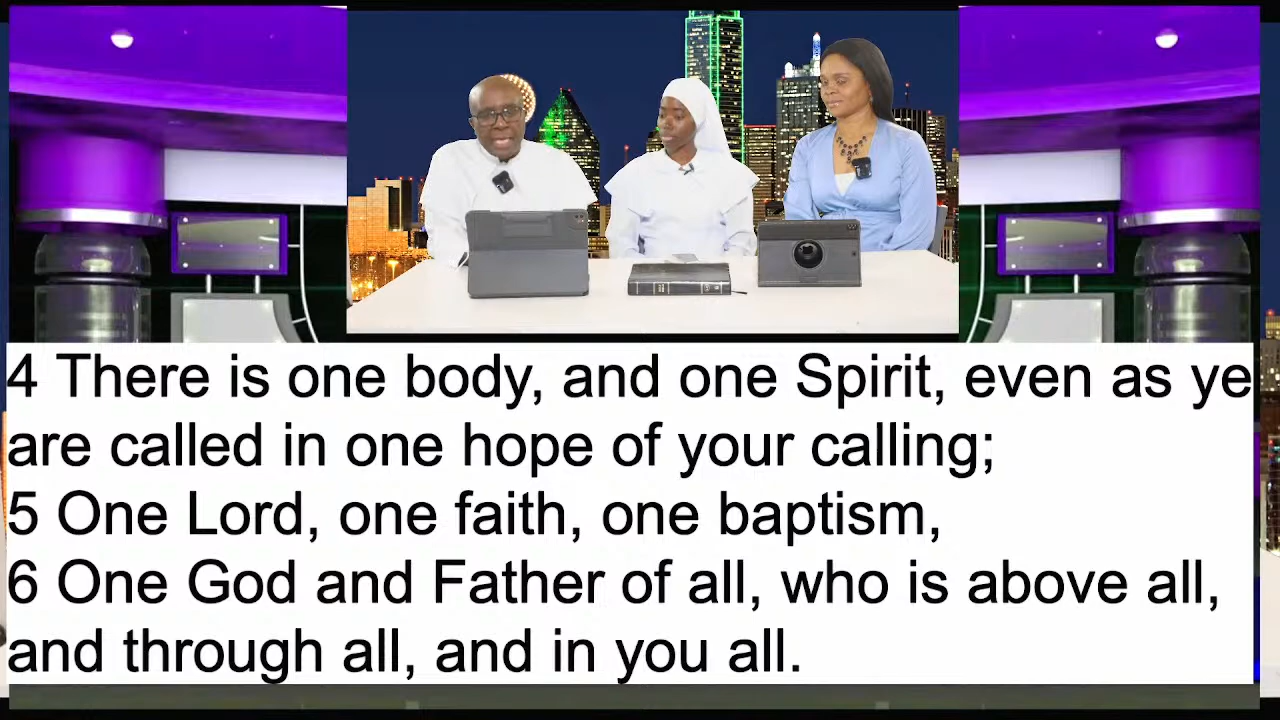 4 There is one body, and one Spirit, even as ye
are called in one hope of your calling;
5 One Lord, one faith, one baptism,
6 One God and Father of all, who is above all,
and through all, and in you all.